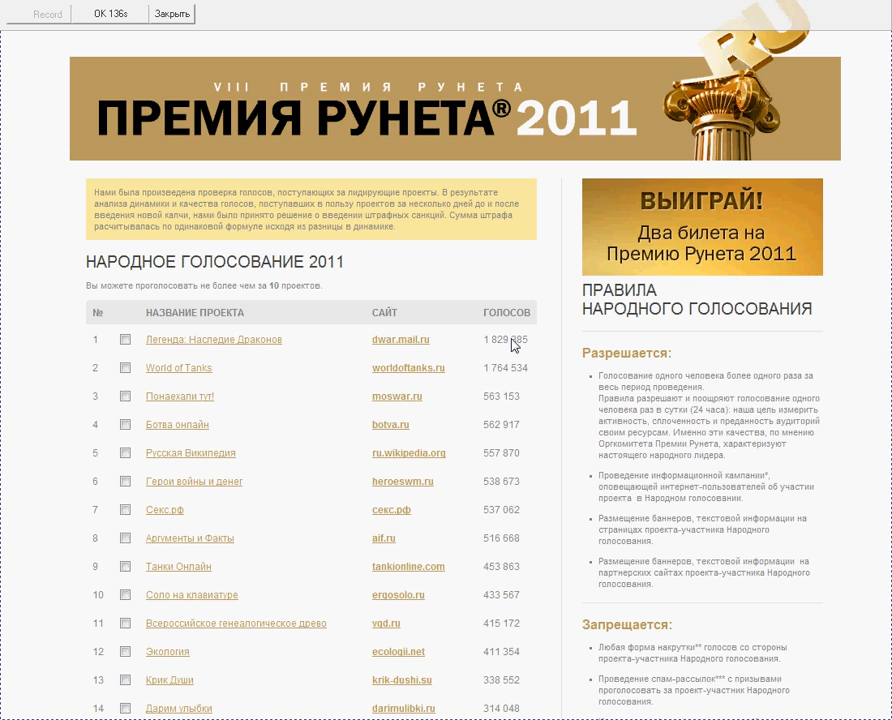 Record
OK 136s
Закрыть
RU
VIII ПРЕМИЯ РУНЕТА
ПРЕМИЯ РУНЕТА® 2011
Нами была произведена проверка голосов, поступающих за лидирующие проекты. В результате
анализа динамики и качества голосов, поступавших в пользу проектов за несколько дней до и после
введения новой капчи, нами было принято решение о введении штрафных санкций. Сумма штрафа
расчитывалась по одинаковой формуле исходя из разницы в динамике.
НАРОДНОЕ ГОЛОСОВАНИЕ 2011
Вы можете проголосовать не более чем за 10 проектов.
№ НАЗВАНИЕ ПРОЕКТА САЙТ ГОЛОСОВ
1 Легенда: Наследие Драконов dwar.mail.ru 1 829
2 World of Tanks worldoftanks.ru 1 764 534
3 Понаехали тут! moswar.ru 563 153
4 Ботва онлайн botva.ru 562 917
5 Русская Википедия ru.wikipedia.org 557 870
6 Герои войны и денег heroeswm.ru 538 673
7 Секс.рф секс.рф 537 062
8 Аргументы и Факты aif.ru 516 668
9 Танки Онлайн tankionline.com 453 863
10 Соло на клавиатуре ergosolo.ru 433 567
11 Всероссийское генеалогическое древо vgd.ru 415 172
12 Экология ecologii.net 411 354
13 Крик Души krik-dushi.su 338 552
14 Дарим улыбки darimulibki.ru 314 048
ВЫИГРАЙ!
Два билета на
Премию Рунета 2011
ПРАВИЛА
НАРОДНОГО ГОЛОСОВАНИЯ
Разрешается:
Голосование одного человека более одного раза за
весь период проведения.
Правила разрешают и поощряют голосование одного
человека раз в сутки (24 часа): наша цель измерить
активность, сплоченность и преданность аудиторий
своим ресурсам. Именно эти качества, по мнению
Оргкомитета Премии Рунета, характеризуют
настоящего народного лидера.
Проведение информационной кампании*,
оповещающей интернет-пользователей об участии
проекта в Народном голосовании.
Размещение баннеров, текстовой информации на
страницах проекта-участника Народного
голосования.
Размещение баннеров, текстовой информации на
партнерских сайтах проекта-участника Народного
голосования.
Запрещается:
Любая форма накрутки** голосов со стороны
проекта-участника Народного голосования.
Проведение спам-рассылок*** с призывами
проголосовать за проект-участник Народного
голосования.